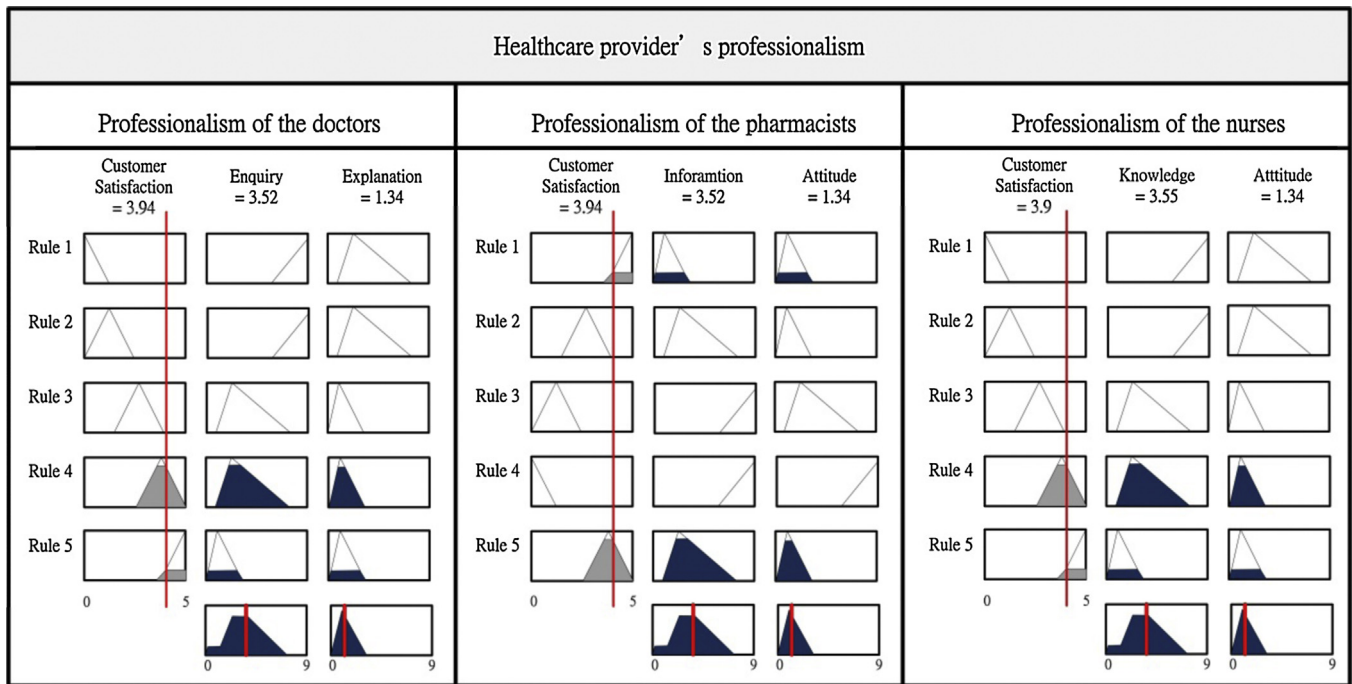 Healthcare provider’ s professionalism
Professionalism of the doctors
Professionalism of the pharmacists
Professionalism of the nurses
Customer
Satisfaction
= 3.94
Enquiry
= 3.52
Explanation
= 1.34
Rule 1
Rule 2
Rule 3
Rule 4
Rule 5
0
5
0
9
0
9
Customer
Satisfaction
= 3.94
Inforamtion
= 3.52
Attitude
= 1.34
Rule 1
Rule 2
Rule 3
Rule 4
Rule 5
0
5
0
9
0
9
Customer
Satisfaction
= 3.9
Knowledge
= 3.55
Atttitude
= 1.34
Rule 1
Rule 2
Rule 3
Rule 4
Rule 5
0
5
0
9
0
9